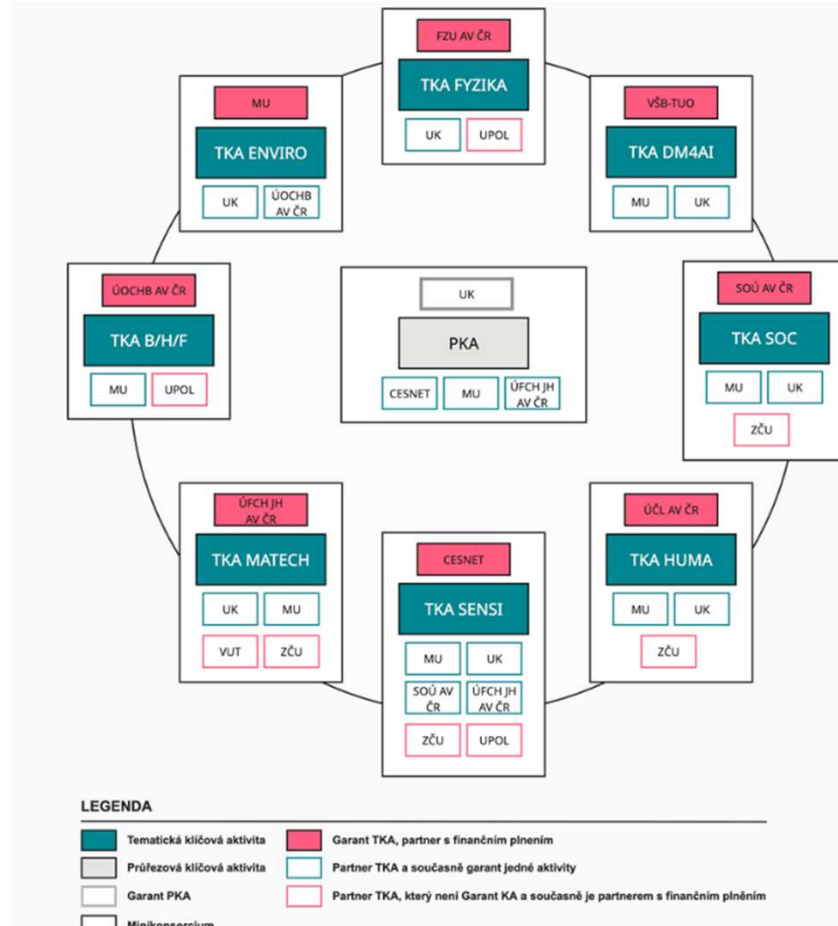 FZU AV ČR
TKA FYZIKA
UK
UPOL
MU
TKA ENVIRO
UK
ÚOCHB
AV ČR
VŠB-TUO
TKA DM4AI
MU
UK
ÚOCHB AV ČR
TKA B/H/F
MU
UPOL
UK
PKA
CESNET
MU
ÚFCH JH
AV ČR
SOÚ AV ČR
TKA SOC
MU
UK
ZČU
ÚFCH JH
AV ČR
TKA MATECH
UK
MU
VUT
ZČU
CESNET
TKA SENSI
MU
UK
SOÚ AV
ČR
ÚFCH JH
AV ČR
ZČU
UPOL
ÚČL AV ČR
TKA HUMA
MU
UK
ZČU
LEGENDA
Tematická klíčová aktivita
Průřezová klíčová aktivita
Garant PKA
Minikonsorcium
Garant TKA, partner s finančním plnením
Partner TKA a současně garant jedné aktivity
Partner TKA, který není Garant KA a současně je partnerem s finančním plněním